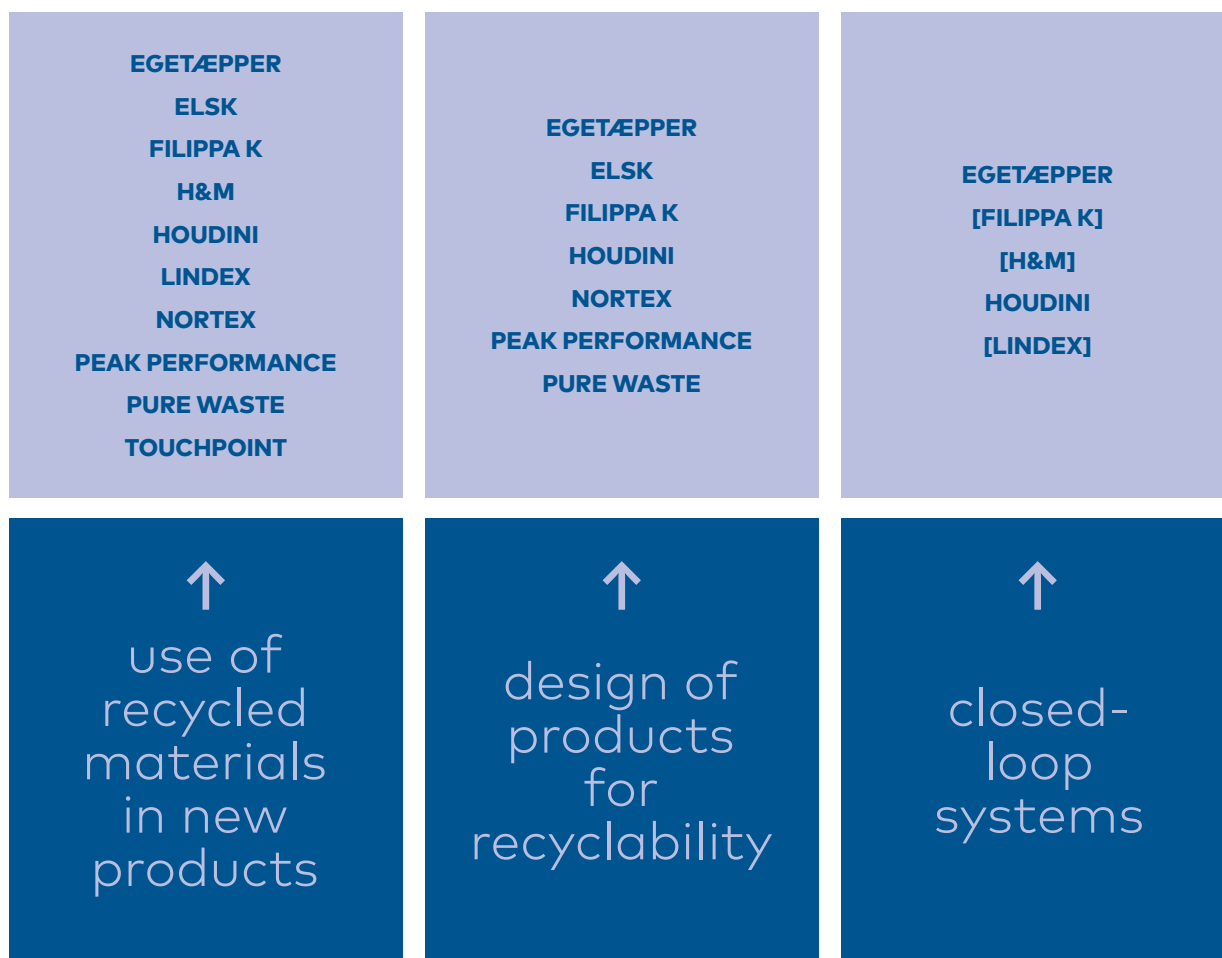 EGETÆPPER
ELSK
FILIPPA K
H&M
HOUDINI
LINDEX
NORTEX
PEAK PERFORMANCE
PURE WASTE
TOUCHPOINT
↑
use of
recycled
materials
in new
products
EGETÆPPER
ELSK
FILIPPA K
HOUDINI
NORTEX
PEAK PERFORMANCE
PURE WASTE
↑
design of
products
for
recyclability
EGETÆPPER
[FILIPPA K]
[H&M]
HOUDINI
[LINDEX]
↑
closed-
loop
systems